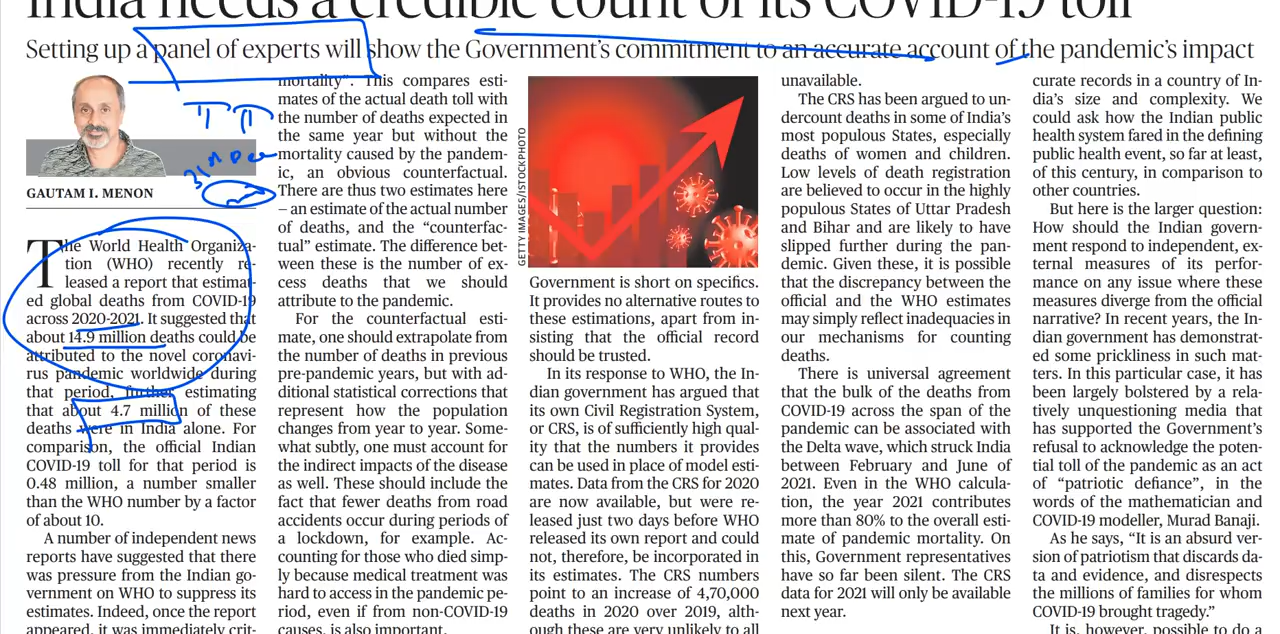 India needs a credible count of its COVID-19 toll
Setting up a panel of experts will show the Government's commitment to an accurate account of the pandemic's impact
GAUTAM I. MENON
The World Health Organiza-
tion (WHO) recently re-
leased a report that estimat-
ed global deaths from COVID-19
across 2020-2021. It suggested that
about 14.9 million deaths could be
attributed to the novel coronavi-
rus pandemic worldwide during
that period, further estimating
that about 4.7 million of these
deaths were in India alone. For
comparison, the official Indian
COVID-19 toll for that period is
0.48 million, a number smaller
than the WHO number by a factor
of about 10.
A number of independent news
reports have suggested that there
was pressure from the Indian go-
vernment on WHO to suppress its
estimates. Indeed, once the report
appeared, it was immediately crit-
mortality". This compares esti-
mates of the actual death toll with
the number of deaths expected in
the same year but without the
mortality caused by the pandem-
ic, an obvious counterfactual.
There are thus two estimates here
– an estimate of the actual number
of deaths, and the "counterfac-
tual" estimate. The difference bet-
ween these is the number of ex-
cess deaths that we should
attribute to the pandemic.
For the counterfactual esti-
mate, one should extrapolate from
the number of deaths in previous
pre-pandemic years, but with ad-
ditional statistical corrections that
represent how the population
changes from year to year. Some-
what subtly, one must account for
the indirect impacts of the disease
as well. These should include the
fact that fewer deaths from road
accidents occur during periods of
a lockdown, for example. Ac-
counting for those who died simp-
ly because medical treatment was
hard to access in the pandemic pe-
riod, even if from non-COVID-19
causes, is also important.
GETTY IMAGES/ISTOCKPHOTO
Government is short on specifics.
It provides no alternative routes to
these estimations, apart from in-
sisting that the official record
should be trusted.
In its response to WHO, the In-
dian government has argued that
its own Civil Registration System,
or CRS, is of sufficiently high qual-
ity that the numbers it provides
can be used in place of model esti-
mates. Data from the CRS for 2020
are now available, but were re-
leased just two days before WHO
released its own report and could
not, therefore, be incorporated in
its estimates. The CRS numbers
point to an increase of 4,70,000
deaths in 2020 over 2019, alth-
ough these are very unlikely to all
unavailable.
The CRS has been argued to un-
dercount deaths in some of India's
most populous States, especially
deaths of women and children.
Low levels of death registration
are believed to occur in the highly
populous States of Uttar Pradesh
and Bihar and are likely to have
slipped further during the pan-
demic. Given these, it is possible
that the discrepancy between the
official and the WHO estimates
may simply reflect inadequacies in
our mechanisms for counting
deaths.
There is universal agreement
that the bulk of the deaths from
COVID-19 across the span of the
pandemic can be associated with
the Delta wave, which struck India
between February and June of
2021. Even in the WHO calcula-
tion, the year 2021 contributes
more than 80% to the overall esti-
mate of pandemic mortality. On
this, Government representatives
have so far been silent. The CRS
data for 2021 will only be available
next year.
curate records in a country of In-
dia's size and complexity. We
could ask how the Indian public
health system fared in the defining
public health event, so far at least,
of this century, in comparison to
other countries.
But here is the larger question:
How should the Indian govern-
ment respond to independent, ex-
ternal measures of its perfor-
mance on any issue where these
measures diverge from the official
narrative? In recent years, the In-
dian government has demonstrat-
ed some prickliness in such mat-
ters. In this particular case, it has
been largely bolstered by a rela-
tively unquestioning media that
has supported the Government's
refusal to acknowledge the poten-
tial toll of the pandemic as an act
of "patriotic defiance", in the
words of the mathematician and
COVID-19 modeller, Murad Banaji.
As he says, "It is an absurd ver-
sion of patriotism that discards da-
ta and evidence, and disrespects
the millions of families for whom
COVID-19 brought tragedy."
It is, however, possible to do a